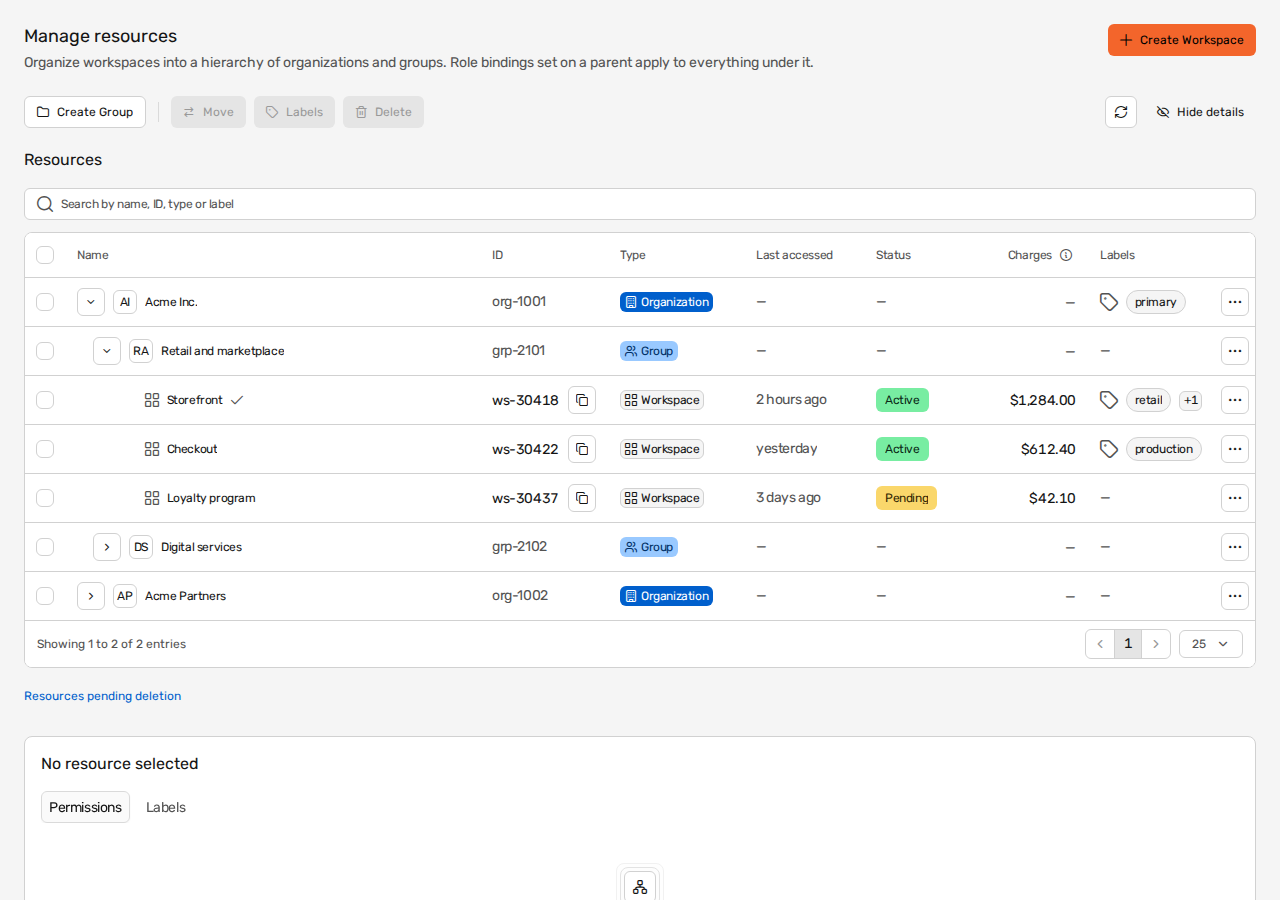 Manage resources
Create Workspace
Organize workspaces into a hierarchy of organizations and groups. Role bindings set on a parent apply to everything under it.
Create Group Move Labels Delete Hide details
Resources
Search by name, ID, type or label
Name ID Type Last accessed Status Charges Labels
AI Acme Inc. org-1001 Organization – – – primary
RA Retail and marketplace grp-2101 Group – – – –
Storefront ws-30418 Workspace 2 hours ago Active $1,284.00 retail +1
Checkout ws-30422 Workspace yesterday Active $612.40 production
Loyalty program ws-30437 Workspace 3 days ago Pending $42.10 –
DS Digital services grp-2102 Group – – – –
AP Acme Partners org-1002 Organization – – – –
Showing 1 to 2 of 2 entries 1 25
Resources pending deletion
No resource selected
Permissions Labels